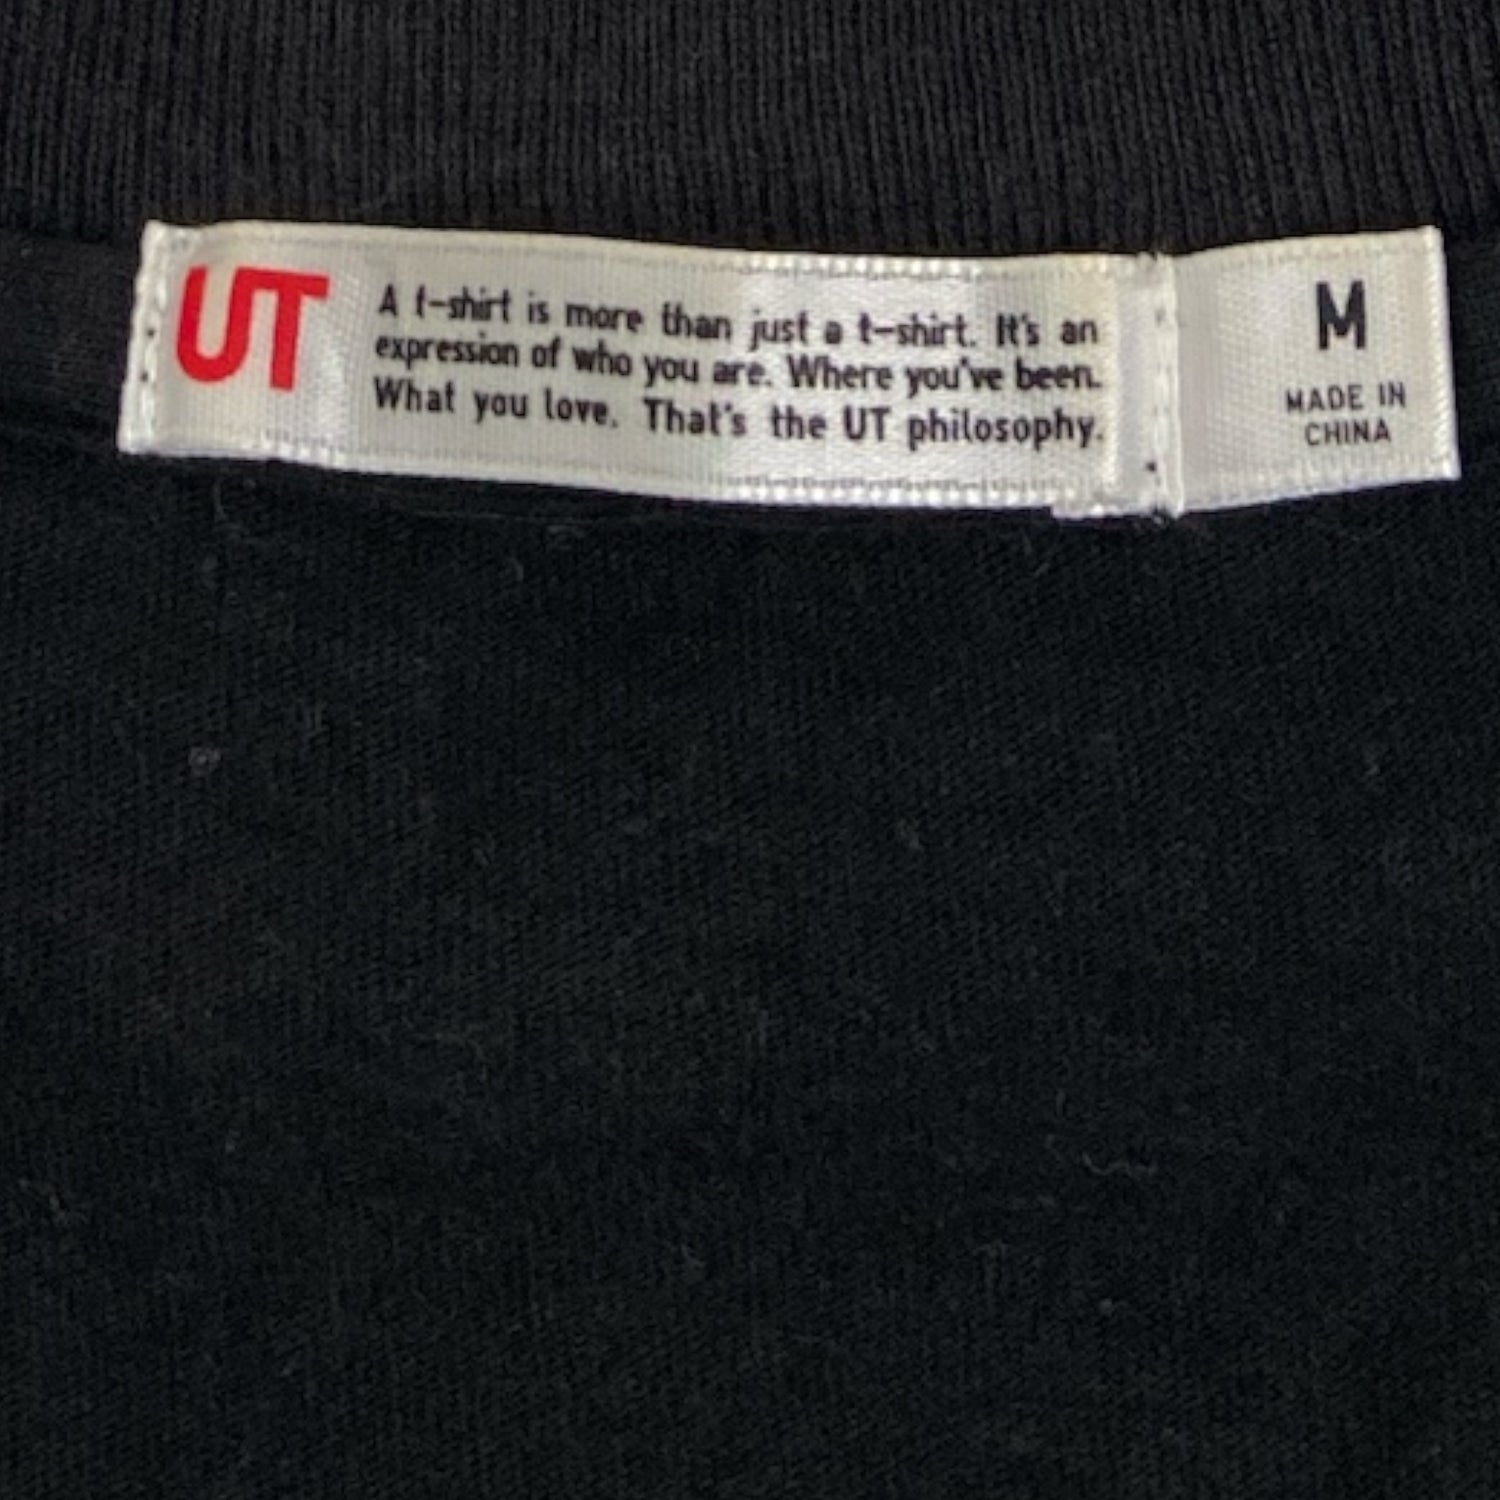 UT
A t-shirt is more than just a t-shirt. It's an
expression of who you are. Where you've been.
What you love. That's the UT philosophy.
M
MADE IN
CHINA